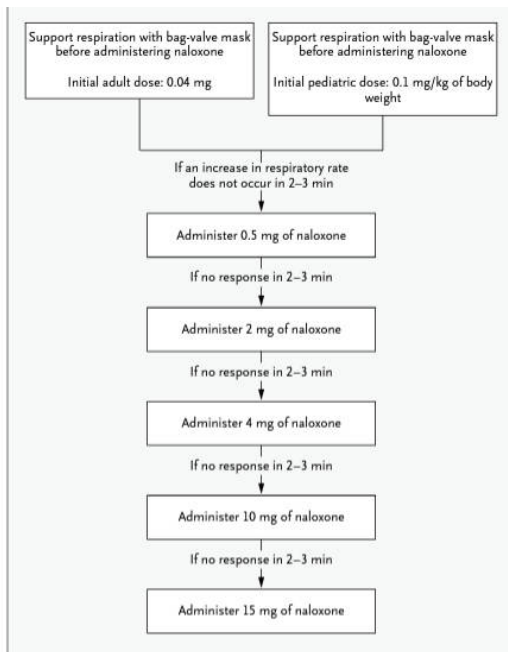 Support respiration with bag-valve mask
before administering naloxone
Initial adult dose: 0.04 mg
Support respiration with bag-valve mask
before administering naloxone
Initial pediatric dose: 0.1 mg/kg of body
weight
If an increase in respiratory rate
does not occur in 2–3 min
Administer 0.5 mg of naloxone
If no response in 2–3 min
Administer 2 mg of naloxone
If no response in 2–3 min
Administer 4 mg of naloxone
If no response in 2–3 min
Administer 10 mg of naloxone
If no response in 2–3 min
Administer 15 mg of naloxone